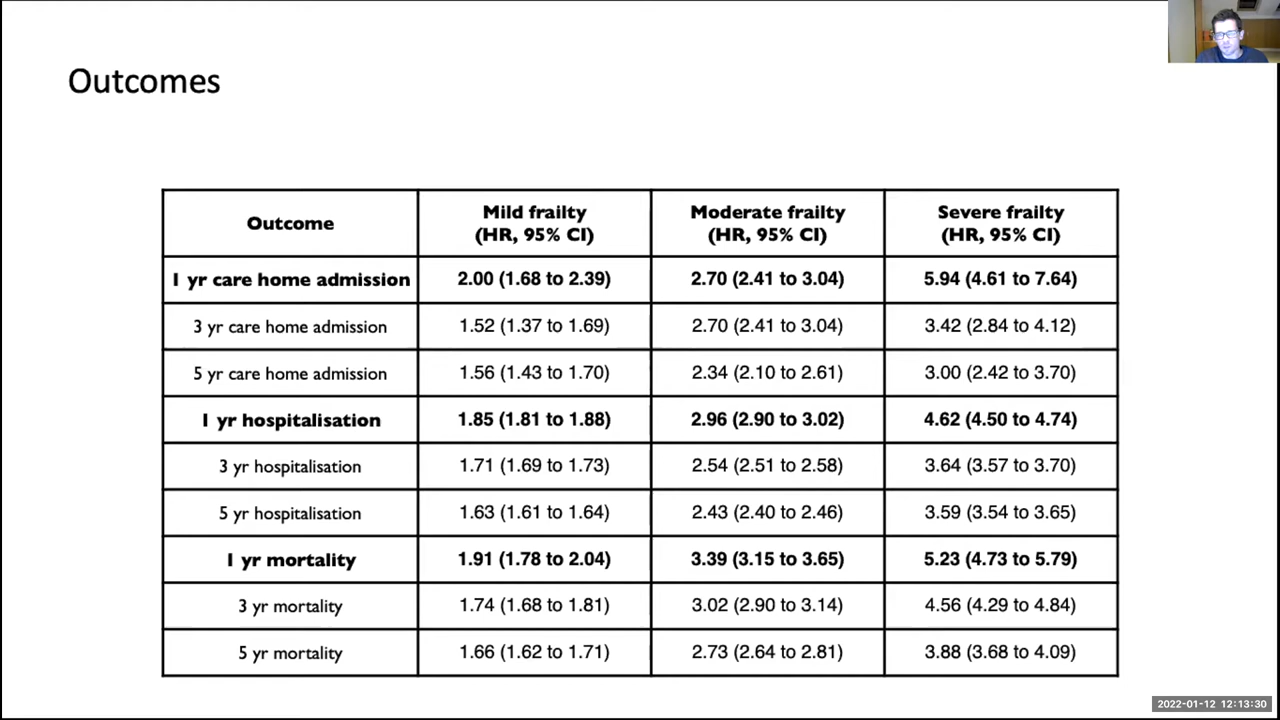 Outcomes
Outcome
Mild frailty
(HR, 95% CI)
Moderate frailty
(HR, 95% CI)
Severe frailty
(HR, 95% CI)
1 yr care home admission 2.00 (1.68 to 2.39) 2.70 (2.41 to 3.04) 5.94 (4.61 to 7.64)
3 yr care home admission 1.52 (1.37 to 1.69) 2.70 (2.41 to 3.04) 3.42 (2.84 to 4.12)
5 yr care home admission 1.56 (1.43 to 1.70) 2.34 (2.10 to 2.61) 3.00 (2.42 to 3.70)
1 yr hospitalisation 1.85 (1.81 to 1.88) 2.96 (2.90 to 3.02) 4.62 (4.50 to 4.74)
3 yr hospitalisation 1.71 (1.69 to 1.73) 2.54 (2.51 to 2.58) 3.64 (3.57 to 3.70)
5 yr hospitalisation 1.63 (1.61 to 1.64) 2.43 (2.40 to 2.46) 3.59 (3.54 to 3.65)
1 yr mortality 1.91 (1.78 to 2.04) 3.39 (3.15 to 3.65) 5.23 (4.73 to 5.79)
3 yr mortality 1.74 (1.68 to 1.81) 3.02 (2.90 to 3.14) 4.56 (4.29 to 4.84)
5 yr mortality 1.66 (1.62 to 1.71) 2.73 (2.64 to 2.81) 3.88 (3.68 to 4.09)
2022-01-12 12:13:30